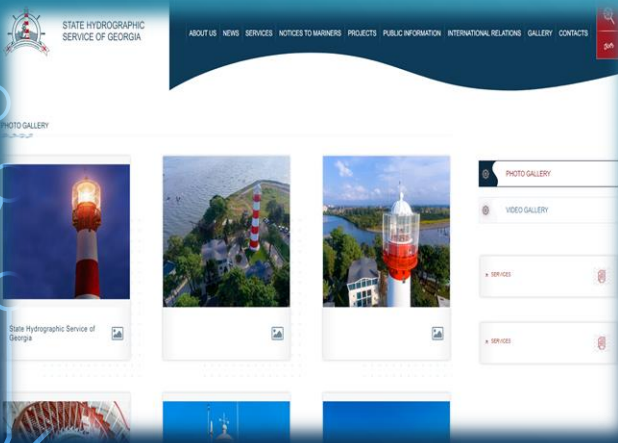 STATE HYDROGRAPHIC
SERVICE OF GEORGIA
ABOUT US NEWS SERVICES NOTICES TO MARINERS PROJECTS PUBLIC INFORMATION INTERNATIONAL RELATIONS GALLERY CONTACTS
PHOTO GALLERY
PHOTO GALLERY
VIDEO GALLERY
SERVICES
State Hydrographic Service of
Georgia
SERVICES